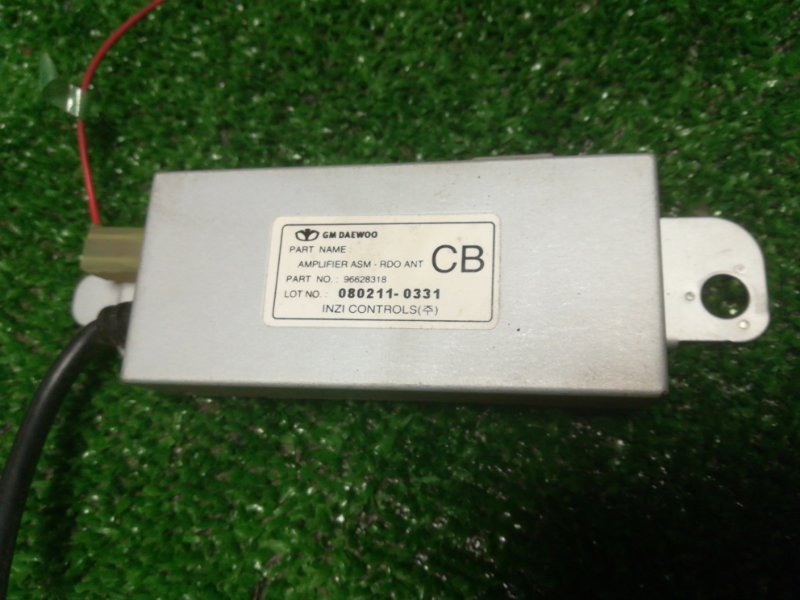 GM DAEWOO
PART NAME :
AMPLIFIER ASM - RDO ANT CB
PART NO. : 96628318
LOT NO. : 080211-0331
INZI CONTROLS(주)